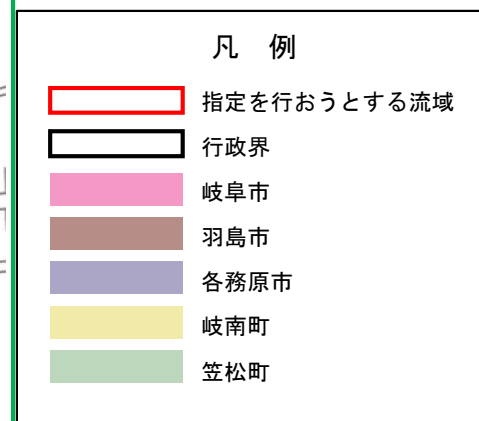 凡 例
指定を行おうとする流域
行政界
岐阜市
羽島市
各務原市
岐南町
笠松町